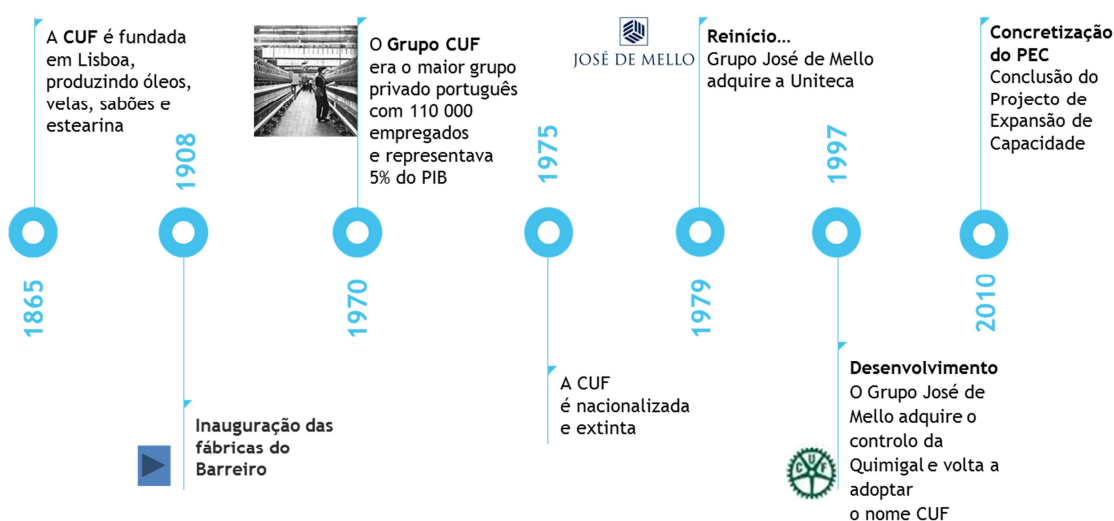 A CUF é fundada
em Lisboa,
produzindo óleos,
velas, sabões e
estearina
1865
1908
Inauguração das
fábricas do
Barreiro
O Grupo CUF
era o maior grupo
privado português
com 110 000
empregados
e representava
5% do PIB
1970
1975
A CUF
é nacionalizada
e extinta
JOSÉ DE MELLO
Reinício...
Grupo José de Mello
adquire a Uniteca
1979
1997
Desenvolvimento
O Grupo José de
Mello adquire o
controlo da
Quimigal e volta a
adoptar
o nome CUF
CUF
Concretização
do PEC
Conclusão do
Projecto de
Expansão de
Capacidade
2010